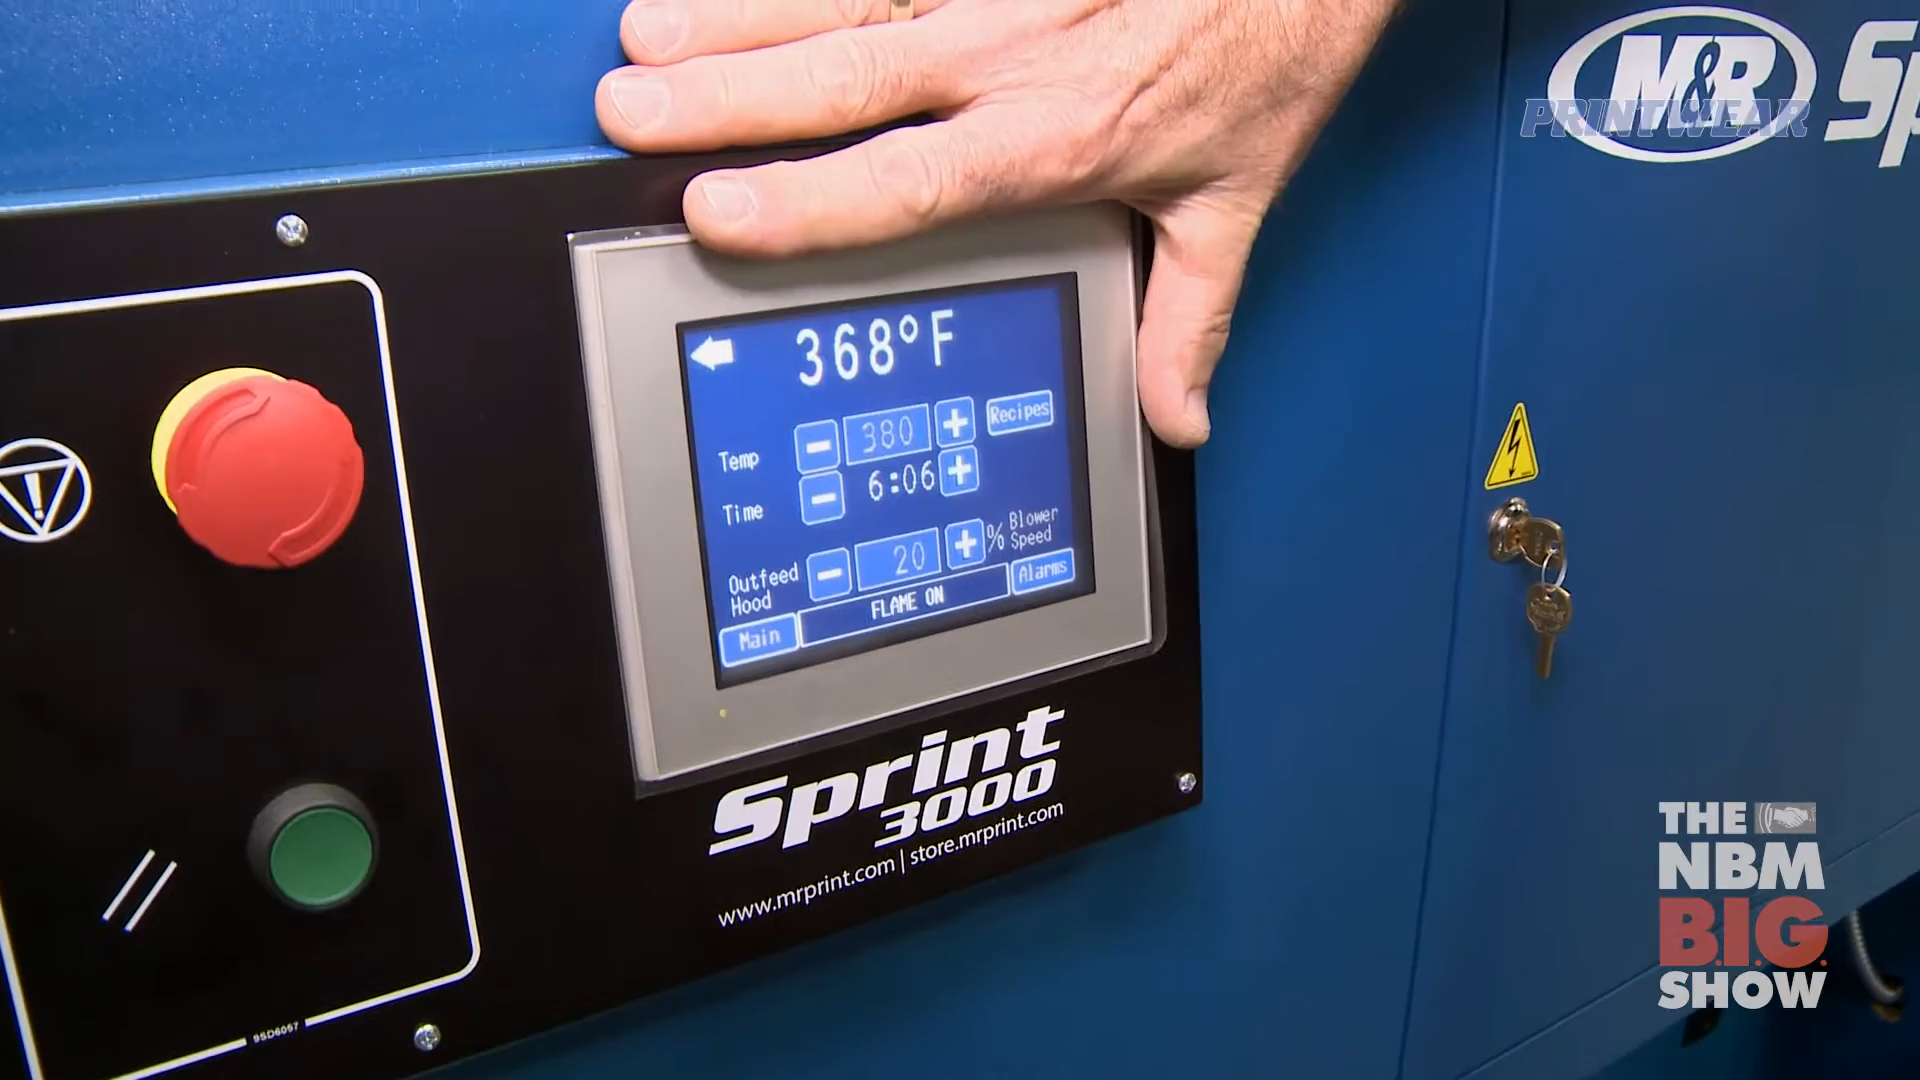 M&R
PRINTWEAR
Sp
368°F
Recipes
Temp
380
Time
6:06
Outfeed
Hood
20
%
Blower
Speed
Main
FLAME ON
Alarms
Sprint
3000
www.mrprint.com | store.mrprint.com
9SD6057
THE
NBM
B.I.G.
SHOW